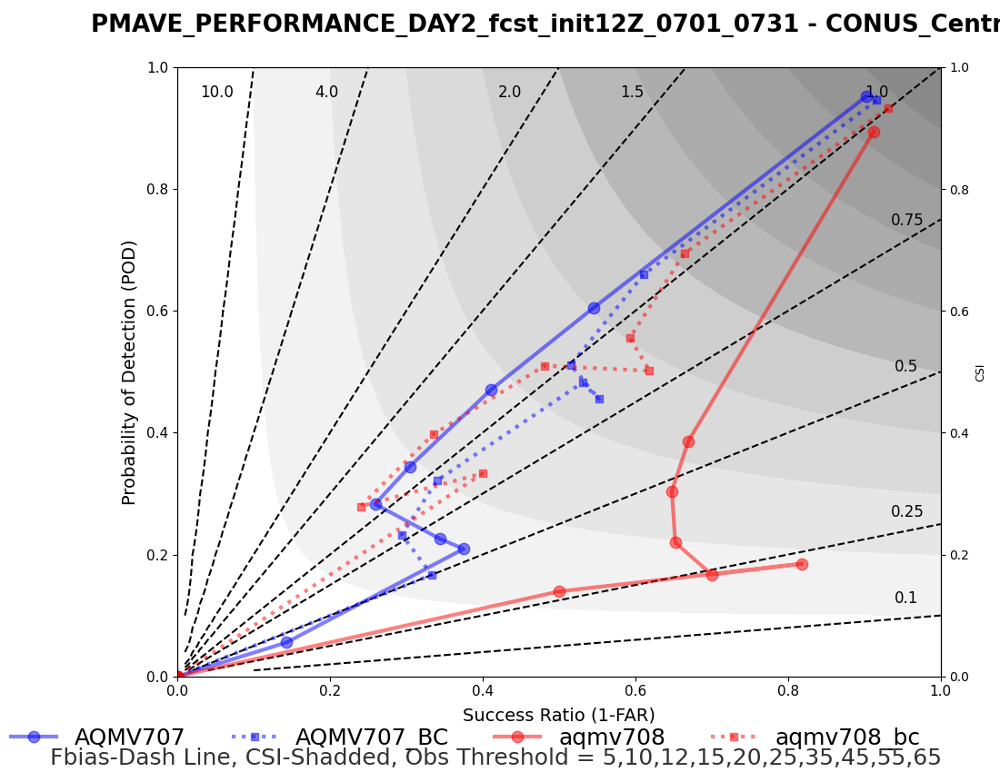 PMAVE_PERFORMANCE_DAY2_fcst_init12Z_0701_0731 - CONUS_Centr
1.0 10.0 4.0 2.0 1.5 1.0 1.0
0.8 0.75 0.8
0.6 0.6
0.5
0.4 0.4
0.25
0.2 0.2
0.1
0.0 0.0
0.0 0.2 0.4 0.6 0.8 1.0
Probability of Detection (POD)
CSI
Success Ratio (1-FAR)
AQMV707 AQMV707_BC aqmv708 aqmv708_bc
Fbias-Dash Line, CSI-Shadded, Obs Threshold = 5,10,12,15,20,25,35,45,55,65